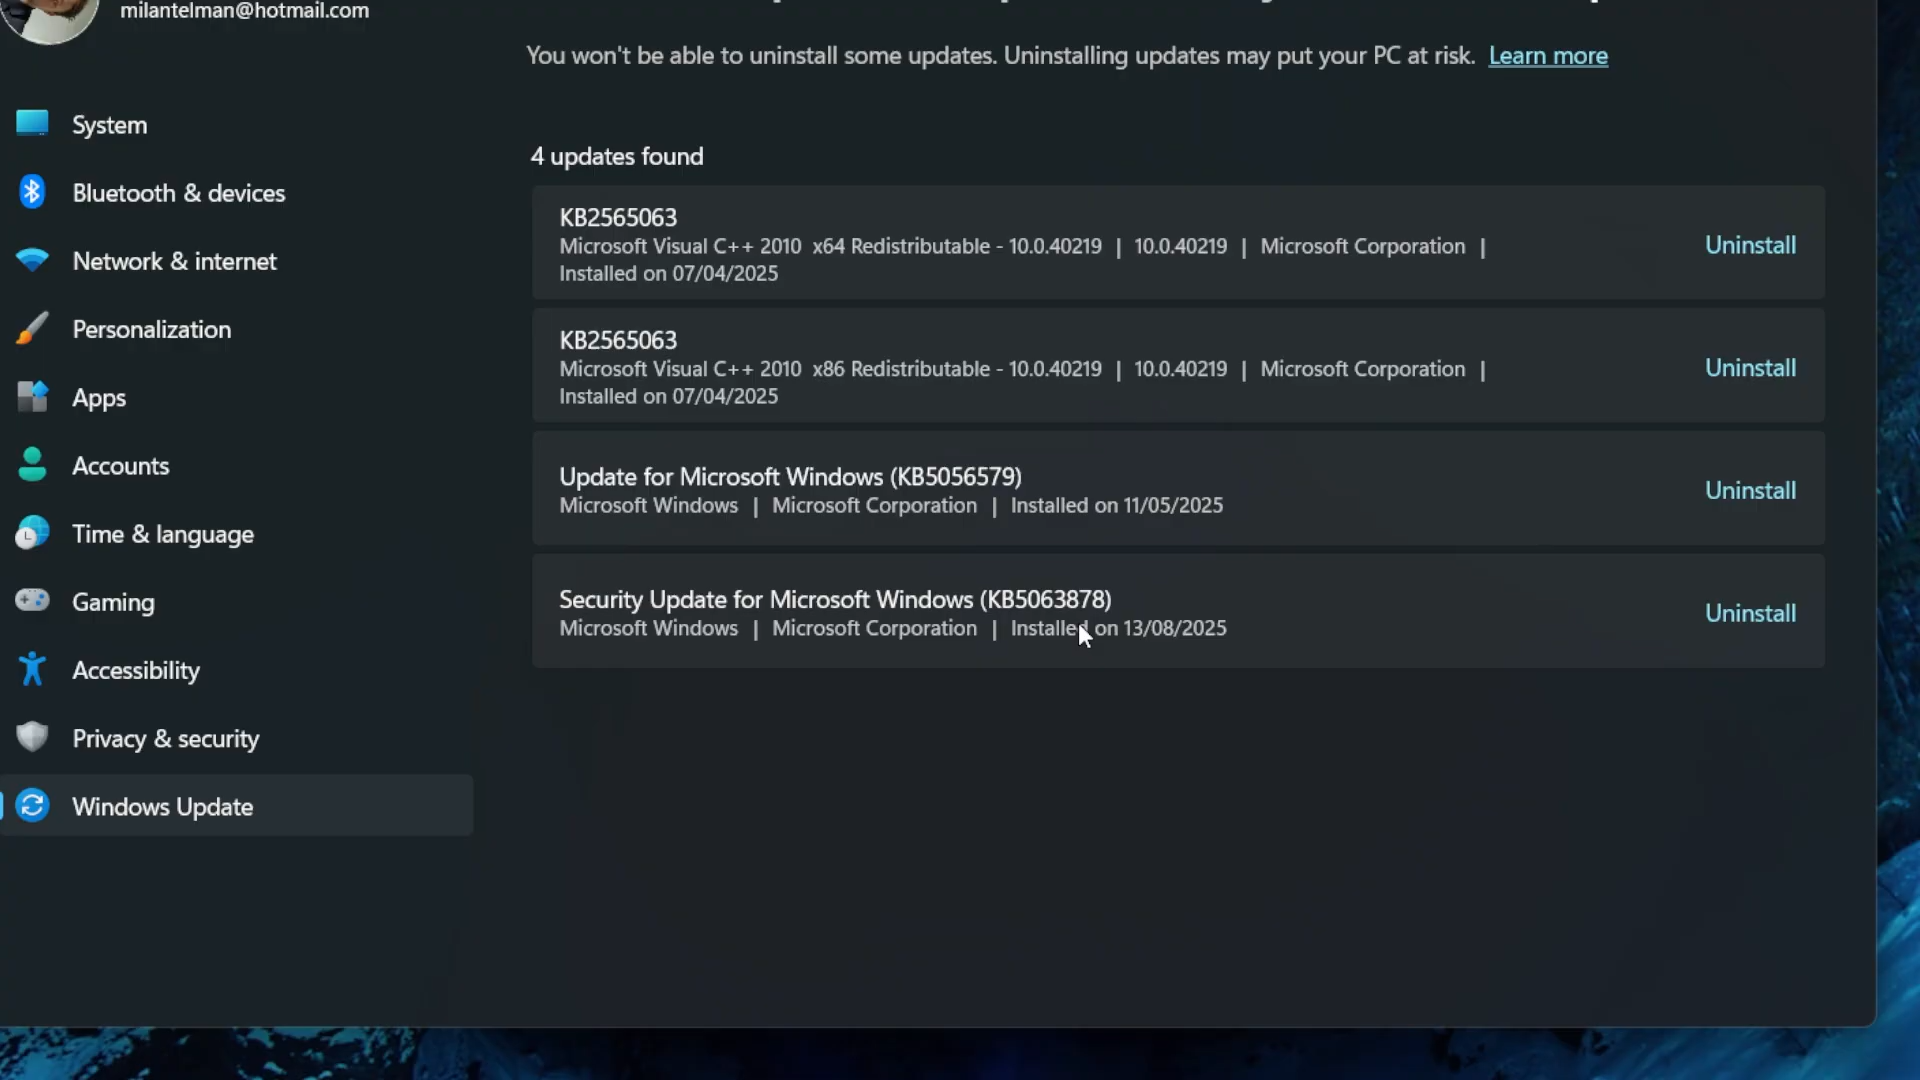 milantelman@hotmail.com
You won't be able to uninstall some updates. Uninstalling updates may put your PC at risk. Learn more
System
Bluetooth & devices
Network & internet
Personalization
Apps
Accounts
Time & language
Gaming
Accessibility
Privacy & security
Windows Update
4 updates found
KB2565063
Microsoft Visual C++ 2010 x64 Redistributable - 10.0.40219 | 10.0.40219 | Microsoft Corporation |
Installed on 07/04/2025
Uninstall
KB2565063
Microsoft Visual C++ 2010 x86 Redistributable - 10.0.40219 | 10.0.40219 | Microsoft Corporation |
Installed on 07/04/2025
Uninstall
Update for Microsoft Windows (KB5056579)
Microsoft Windows | Microsoft Corporation | Installed on 11/05/2025
Uninstall
Security Update for Microsoft Windows (KB5063878)
Microsoft Windows | Microsoft Corporation | Installed on 13/08/2025
Uninstall